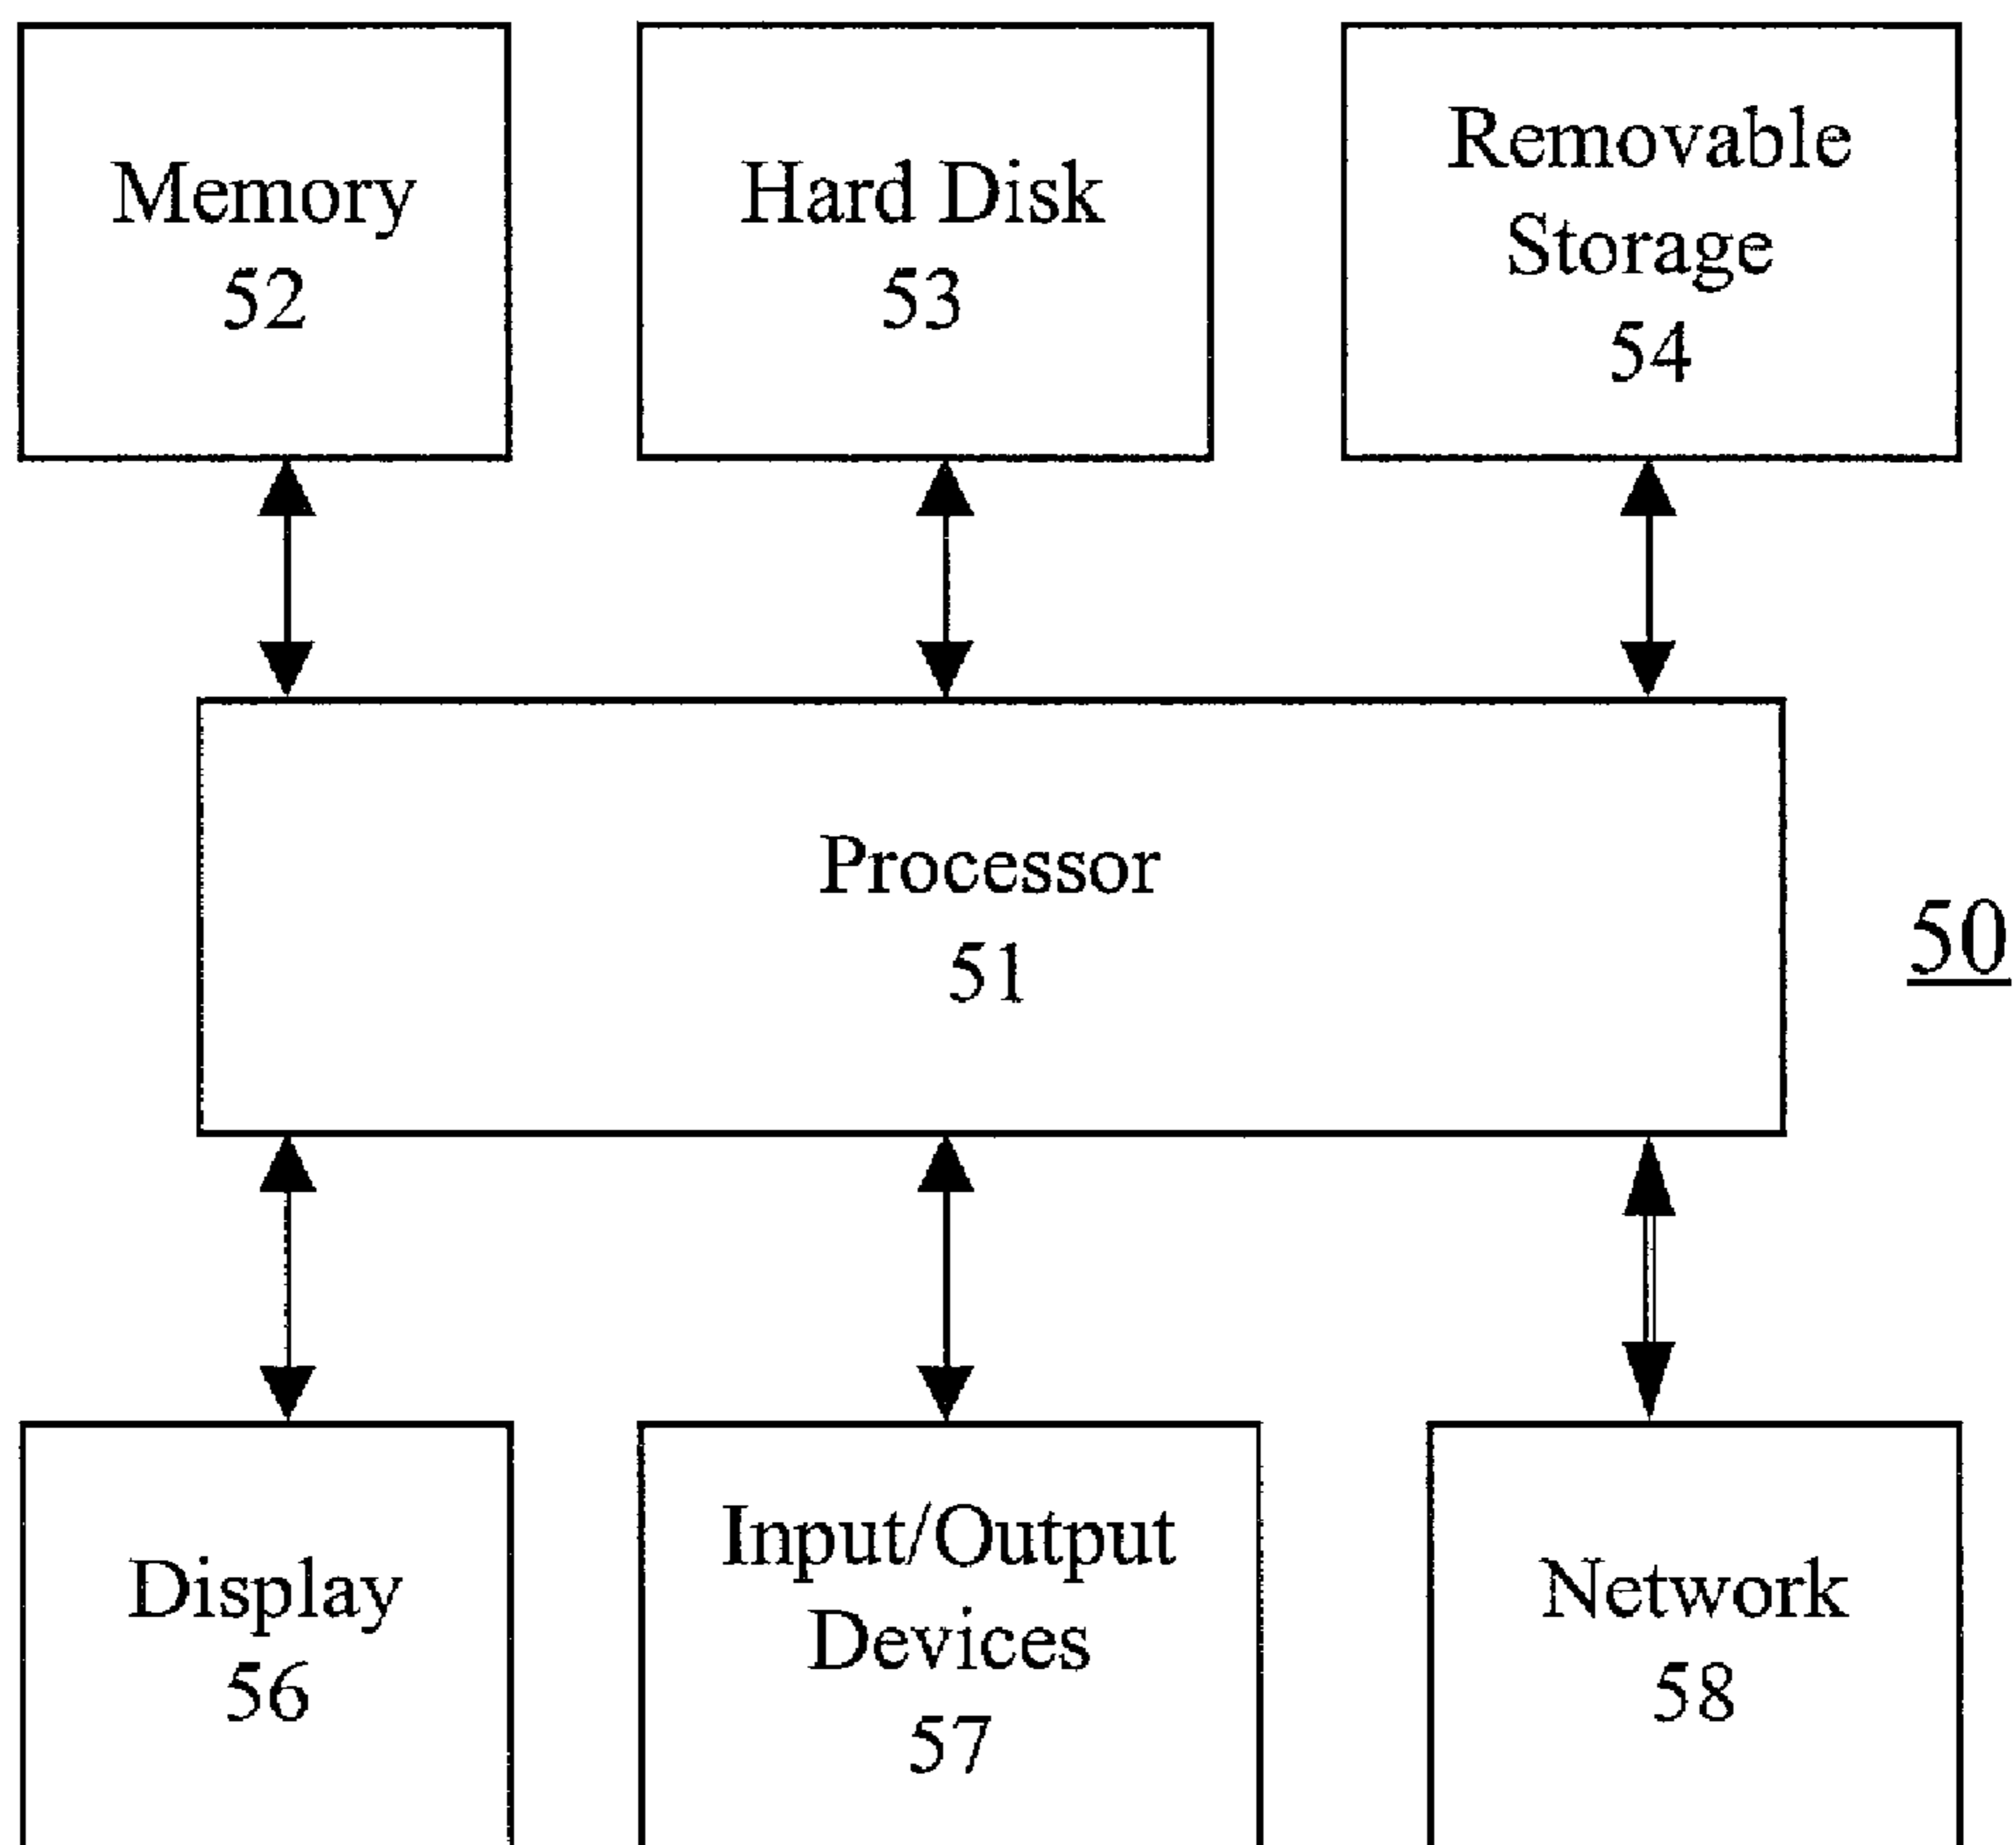 Memory
52
Hard Disk
53
Removable
Storage
54
Processor
51
50
Display
56
Input/Output
Devices
57
Network
58